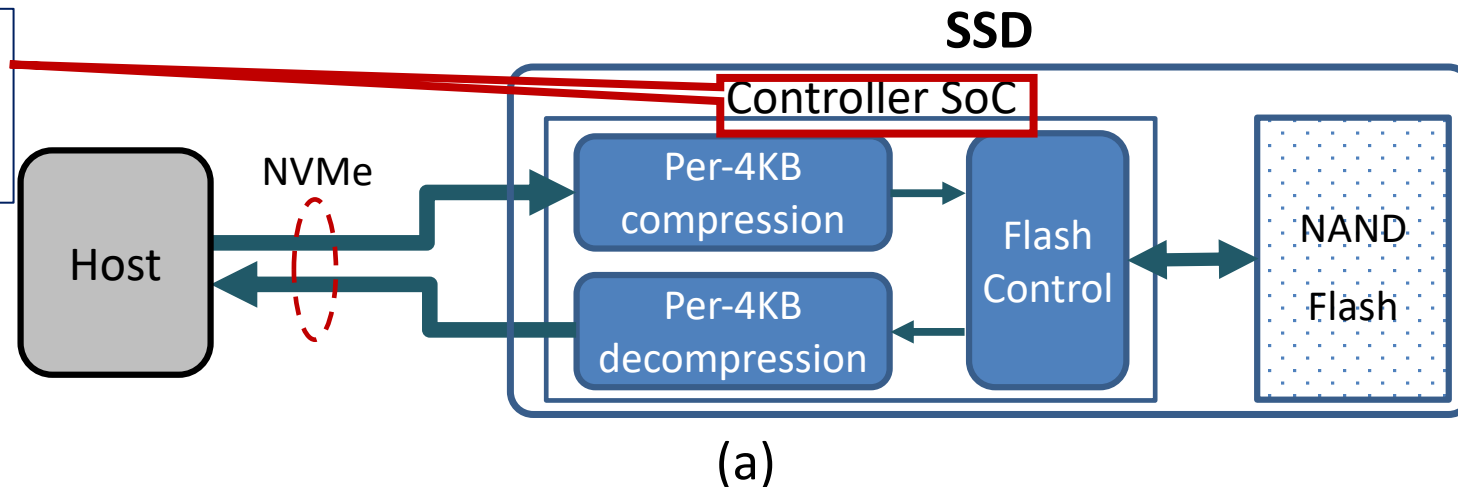 SSD
Controller SoC
NVMe
Host
Per-4KB
compression
Per-4KB
decompression
Flash
Control
NAND
Flash
(a)